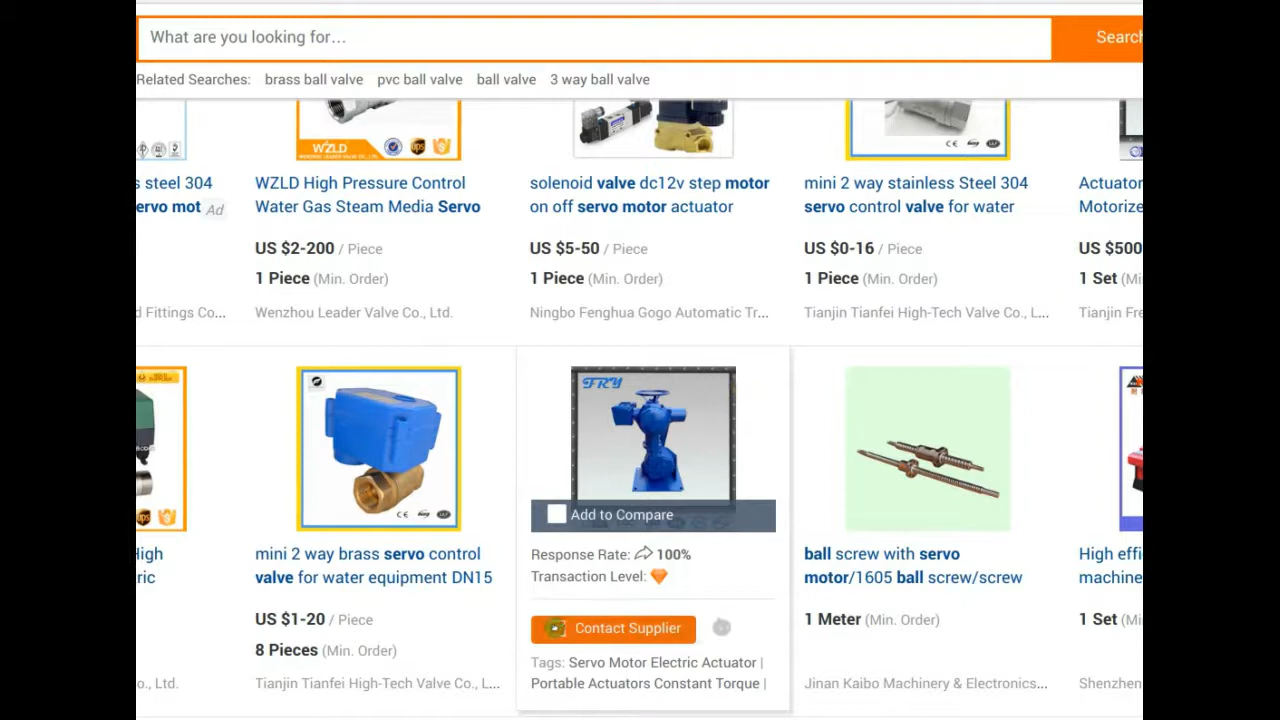 What are you looking for...
Search
Related Searches: brass ball valve pvc ball valve ball valve 3 way ball valve
WZLD
s steel 304
ervo mot Ad
d Fittings Co...
WZLD High Pressure Control
Water Gas Steam Media Servo
US $2-200 / Piece
1 Piece (Min. Order)
Wenzhou Leader Valve Co., Ltd.
solenoid valve dc12v step motor
on off servo motor actuator
US $5-50 / Piece
1 Piece (Min. Order)
Ningbo Fenghua Gogo Automatic Tr...
mini 2 way stainless Steel 304
servo control valve for water
US $0-16 / Piece
1 Piece (Min. Order)
Tianjin Tianfei High-Tech Valve Co., L...
Actuator
Motorize
US $500
1 Set (Mi
Tianjin Fre
High
ric
o., Ltd.
mini 2 way brass servo control
valve for water equipment DN15
US $1-20 / Piece
8 Pieces (Min. Order)
Tianjin Tianfei High-Tech Valve Co., L...
FRY
Add to Compare
Response Rate: 100%
Transaction Level:
Contact Supplier
Tags: Servo Motor Electric Actuator |
Portable Actuators Constant Torque |
ball screw with servo
motor/1605 ball screw/screw
1 Meter (Min. Order)
Jinan Kaibo Machinery & Electronics...
High effi
machine
1 Set (Mi
Shenzhen